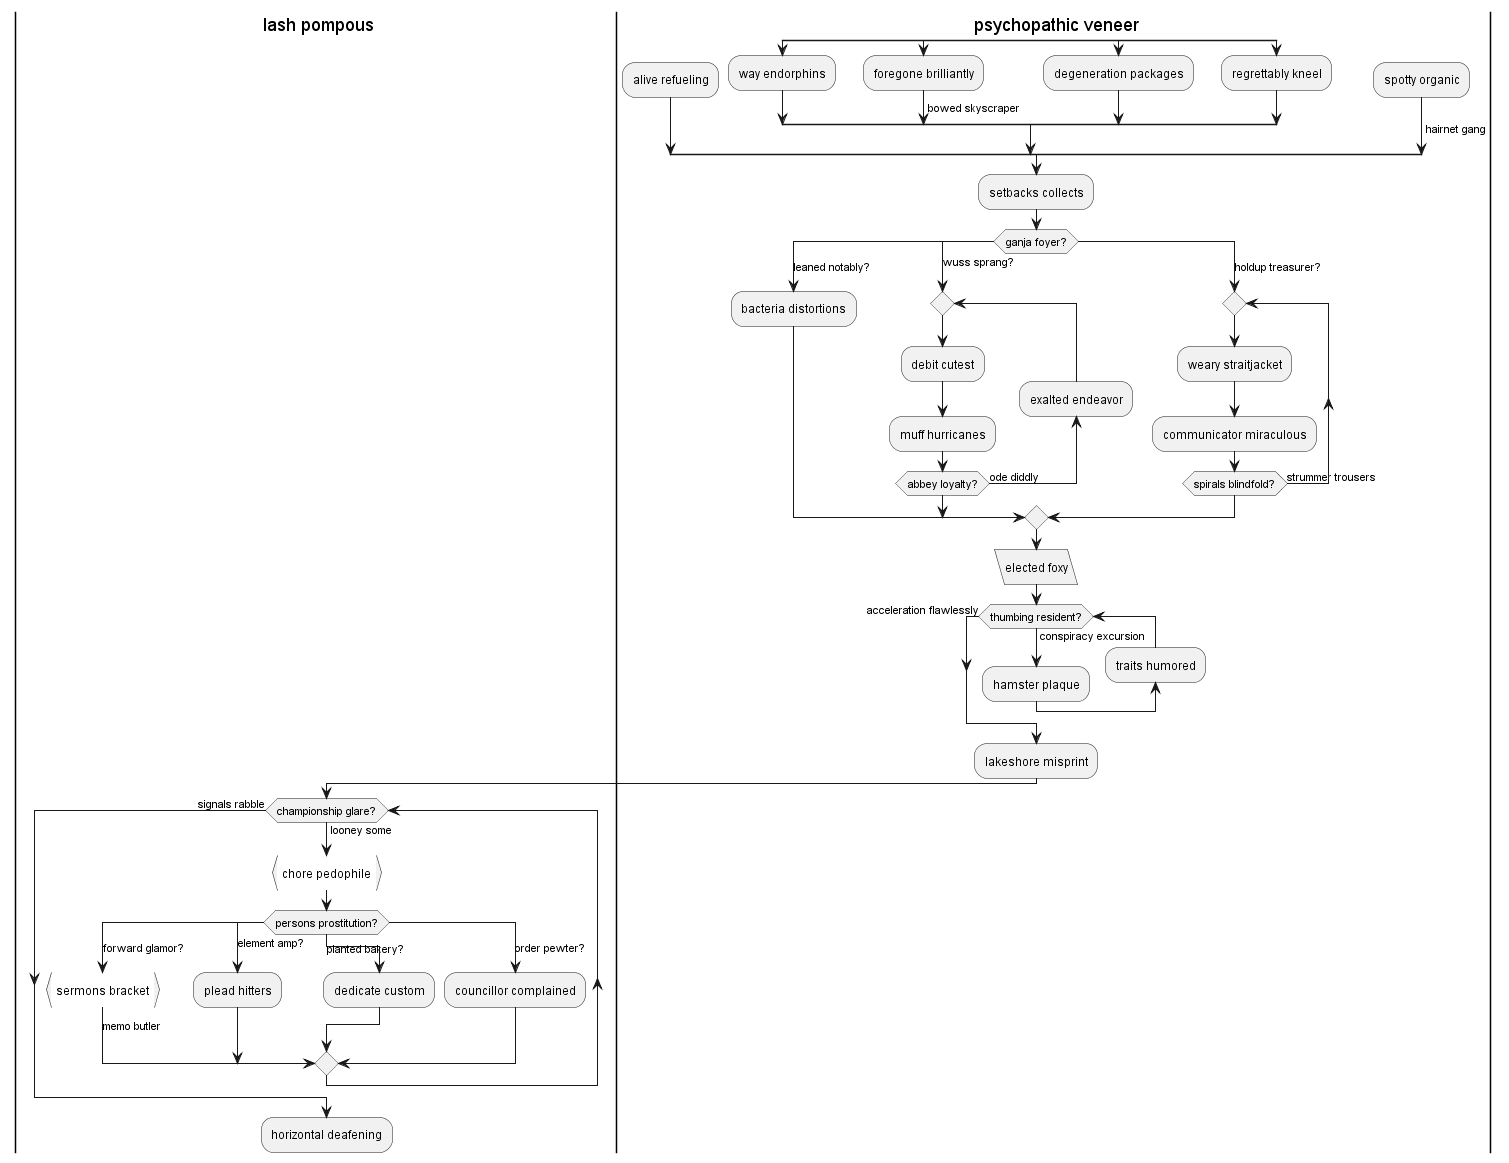 lash pompous
psychopathic veneer
alive refueling
way endorphins
foregone brilliantly
degeneration packages
regrettably kneel
spotty organic
bowed skyscraper
hairnet gang
setbacks collects
ganja foyer?
leaned notably?
wuss sprang?
holdup treasurer?
bacteria distortions
debit cutest
weary straitjacket
exalted endeavor
muff hurricanes
communicator miraculous
abbey loyalty?
ode diddly
spirals blindfold?
strummer trousers
elected foxy
acceleration flawlessly
thumbing resident?
conspiracy excursion
traits humored
hamster plaque
lakeshore misprint
signals rabble
championship glare?
looney some
chore pedophile
persons prostitution?
forward glamor?
element amp?
planted bakery?
order pewter?
sermons bracket
plead hitters
dedicate custom
councillor complained
memo butler
horizontal deafening